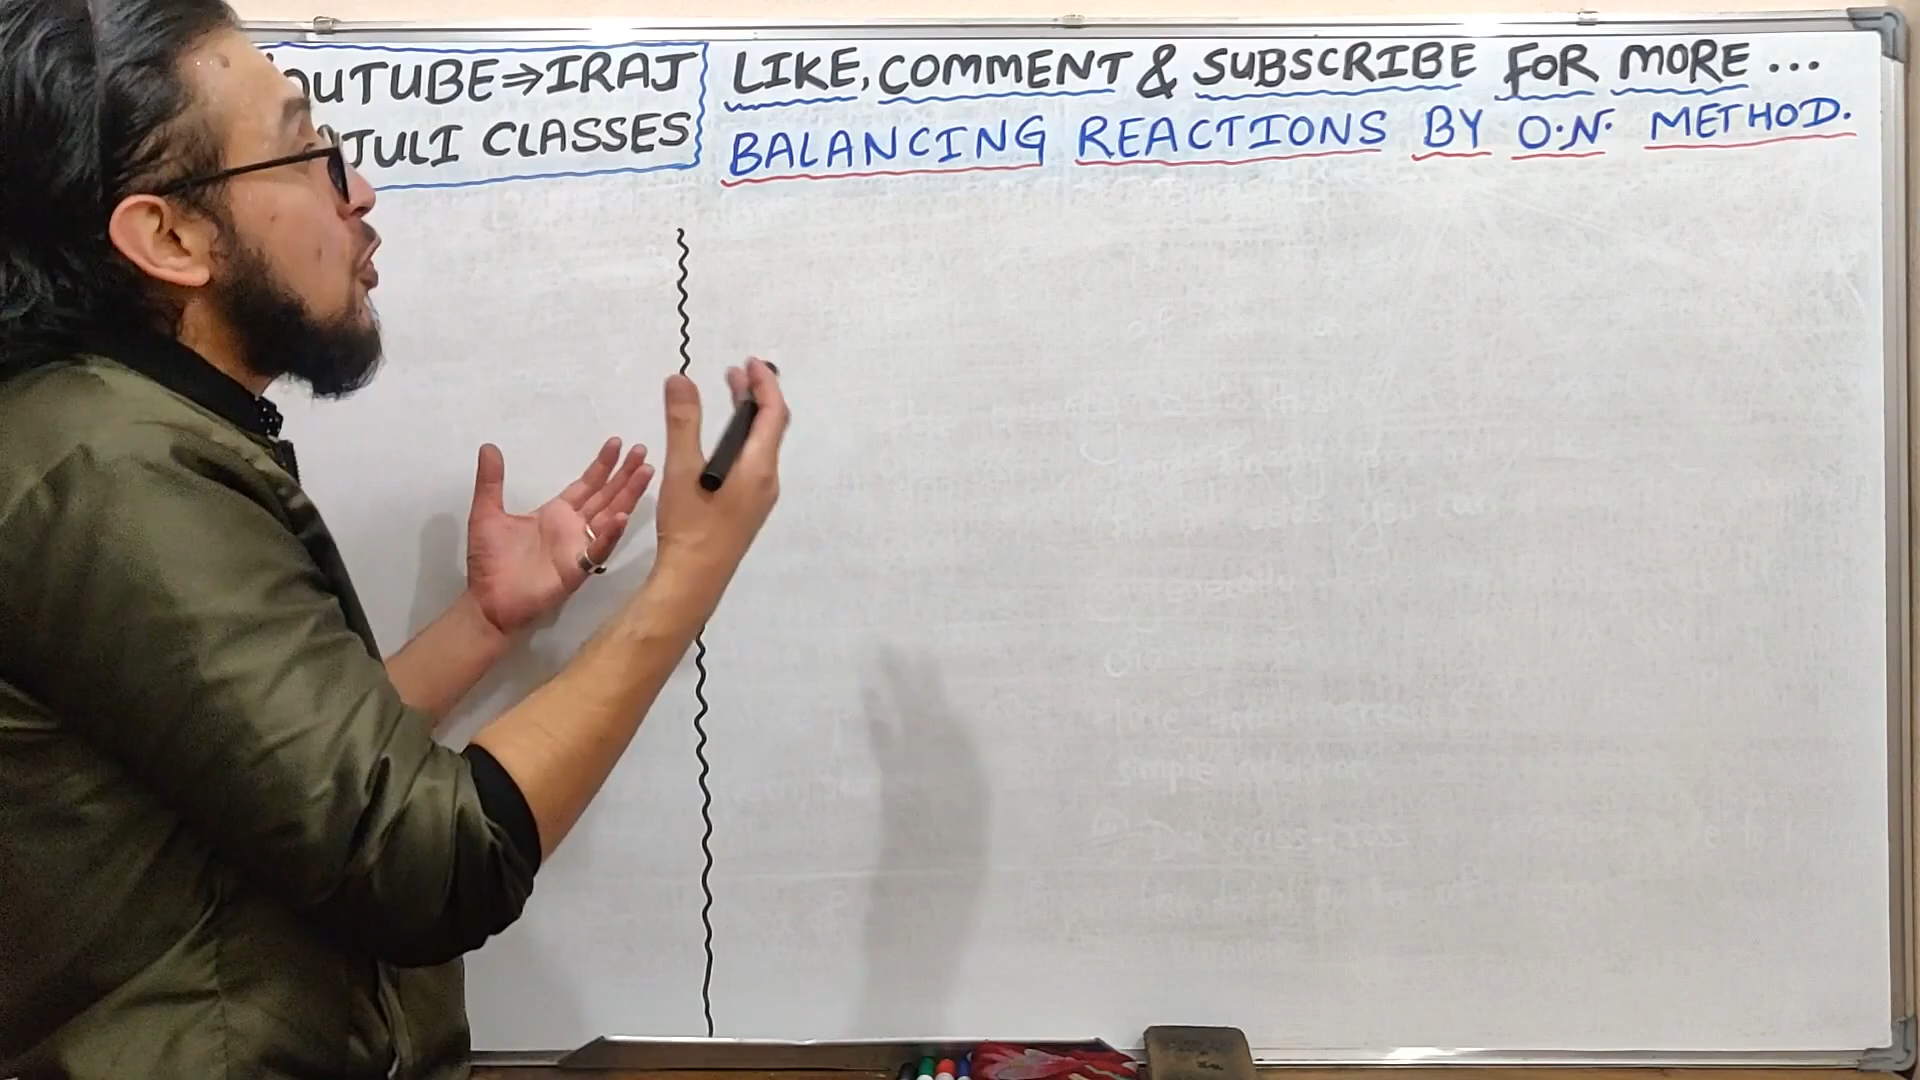 OUTUBE⇒IRAJ
JULI CLASSES
LIKE, COMMENT & SUBSCRIBE FOR MORE...
BALANCING REACTIONS BY O.N. METHOD.